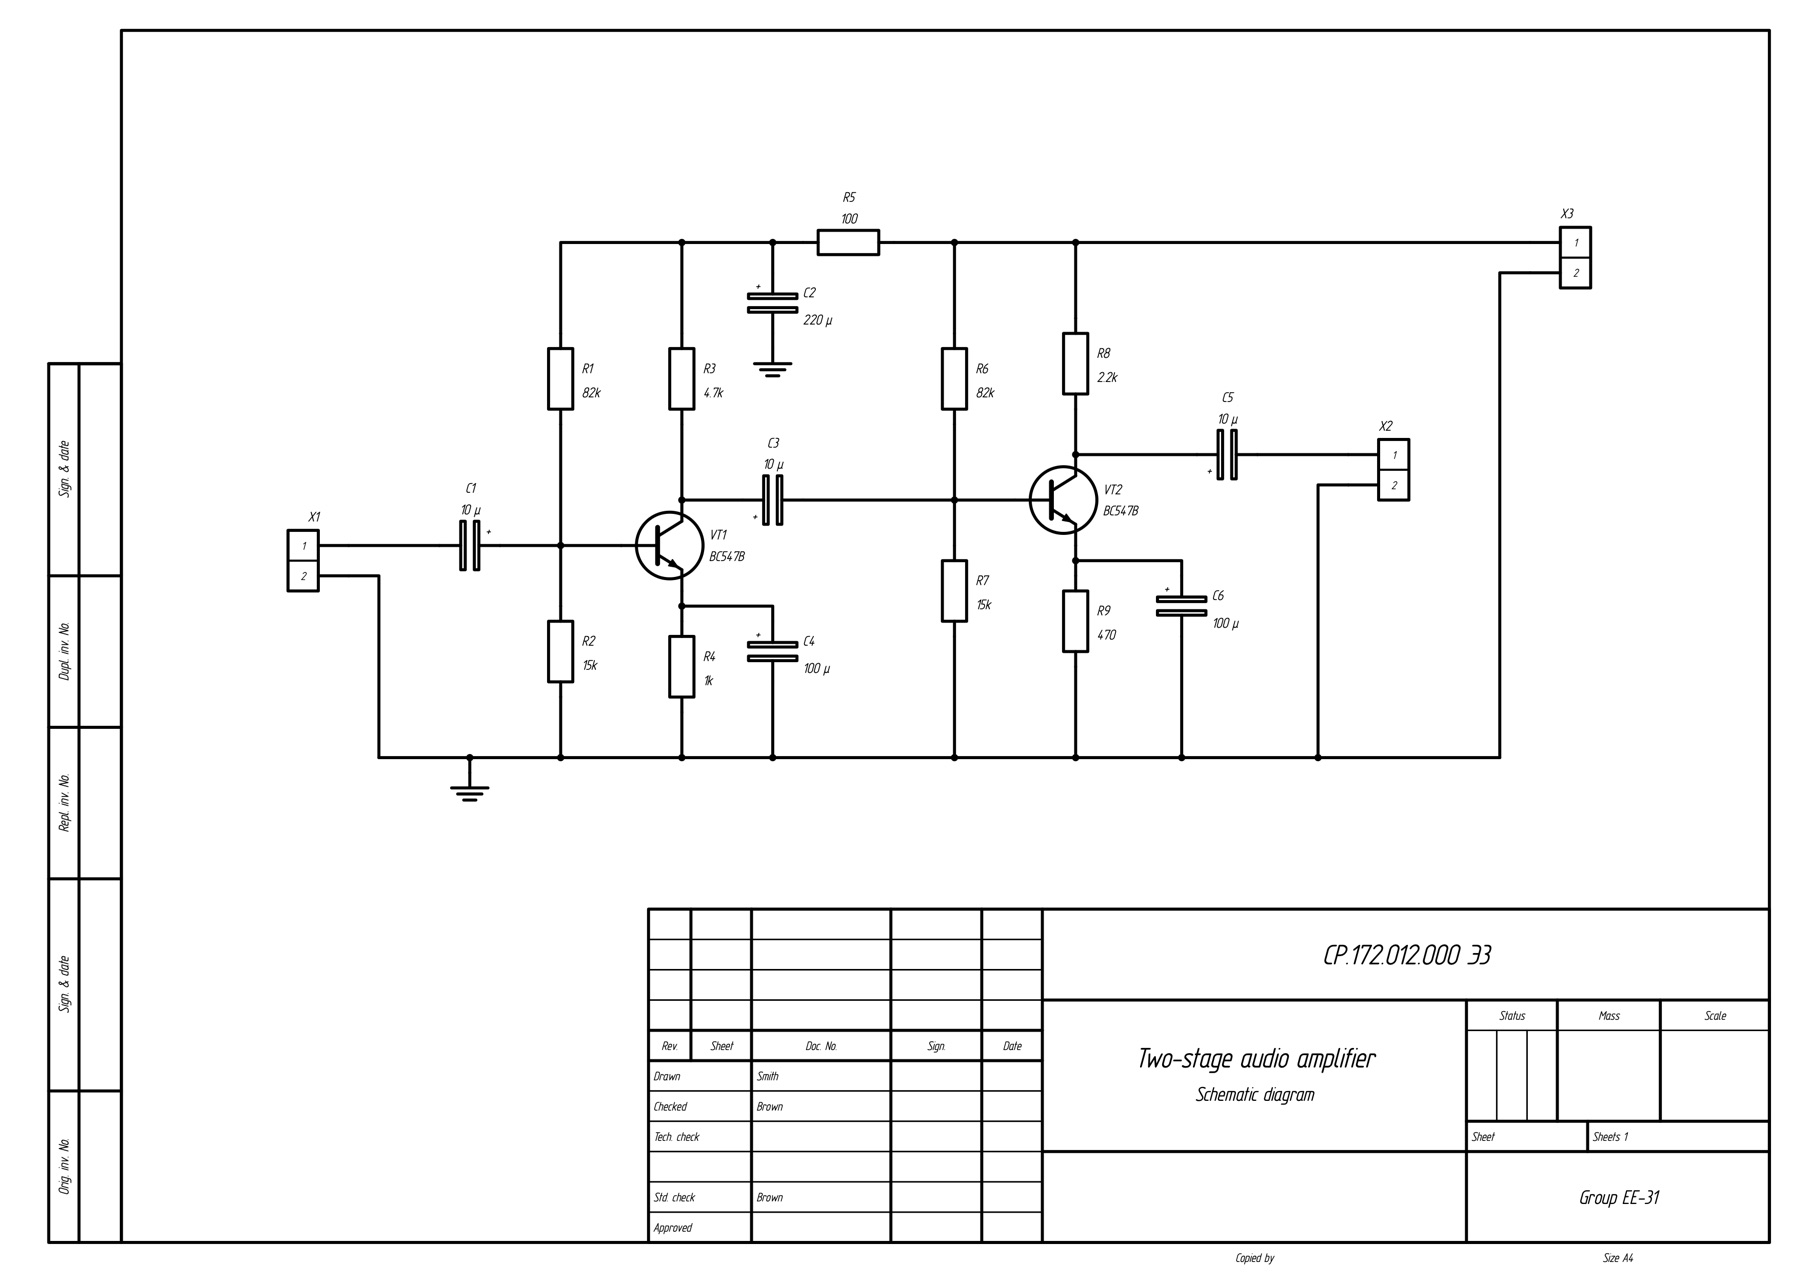 R5
100
X3
1
2
+
C2
220 µ
R1
82k
R3
4.7k
R6
82k
R8
2.2k
C5
10 µ
+
X2
1
2
C3
10 µ
+
VT2
BC547B
C1
10 µ
+
X1
1
2
VT1
BC547B
R7
15k
+
C6
100 µ
R9
470
R2
15k
R4
1k
+
C4
100 µ
Sign. & date
Dupl. inv. No.
Repl. inv. No.
Sign. & date
Orig. inv. No.
CP.172.012.000 Э3
Two-stage audio amplifier
Schematic diagram
Status Mass Scale
Rev. Sheet Doc. No. Sign. Date
Drawn Smith
Checked Brown
Tech. check
Std. check Brown
Approved
Sheet Sheets 1
Group EE-31
Copied by Size A4